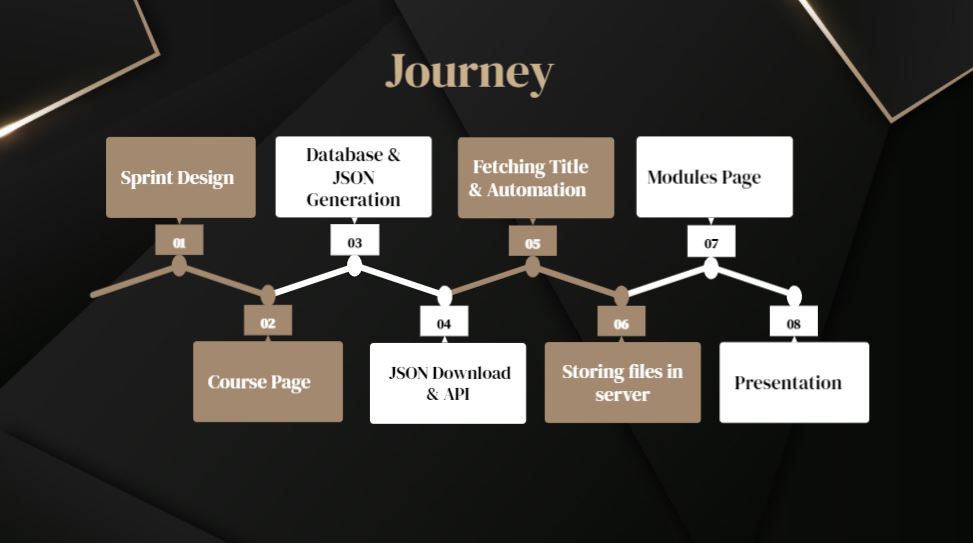 Journey
Sprint Design
01
02
Course Page
Database &
JSON
Generation
03
04
JSON Download
& API
Fetching Title
& Automation
05
06
Storing files in
server
Modules Page
07
08
Presentation